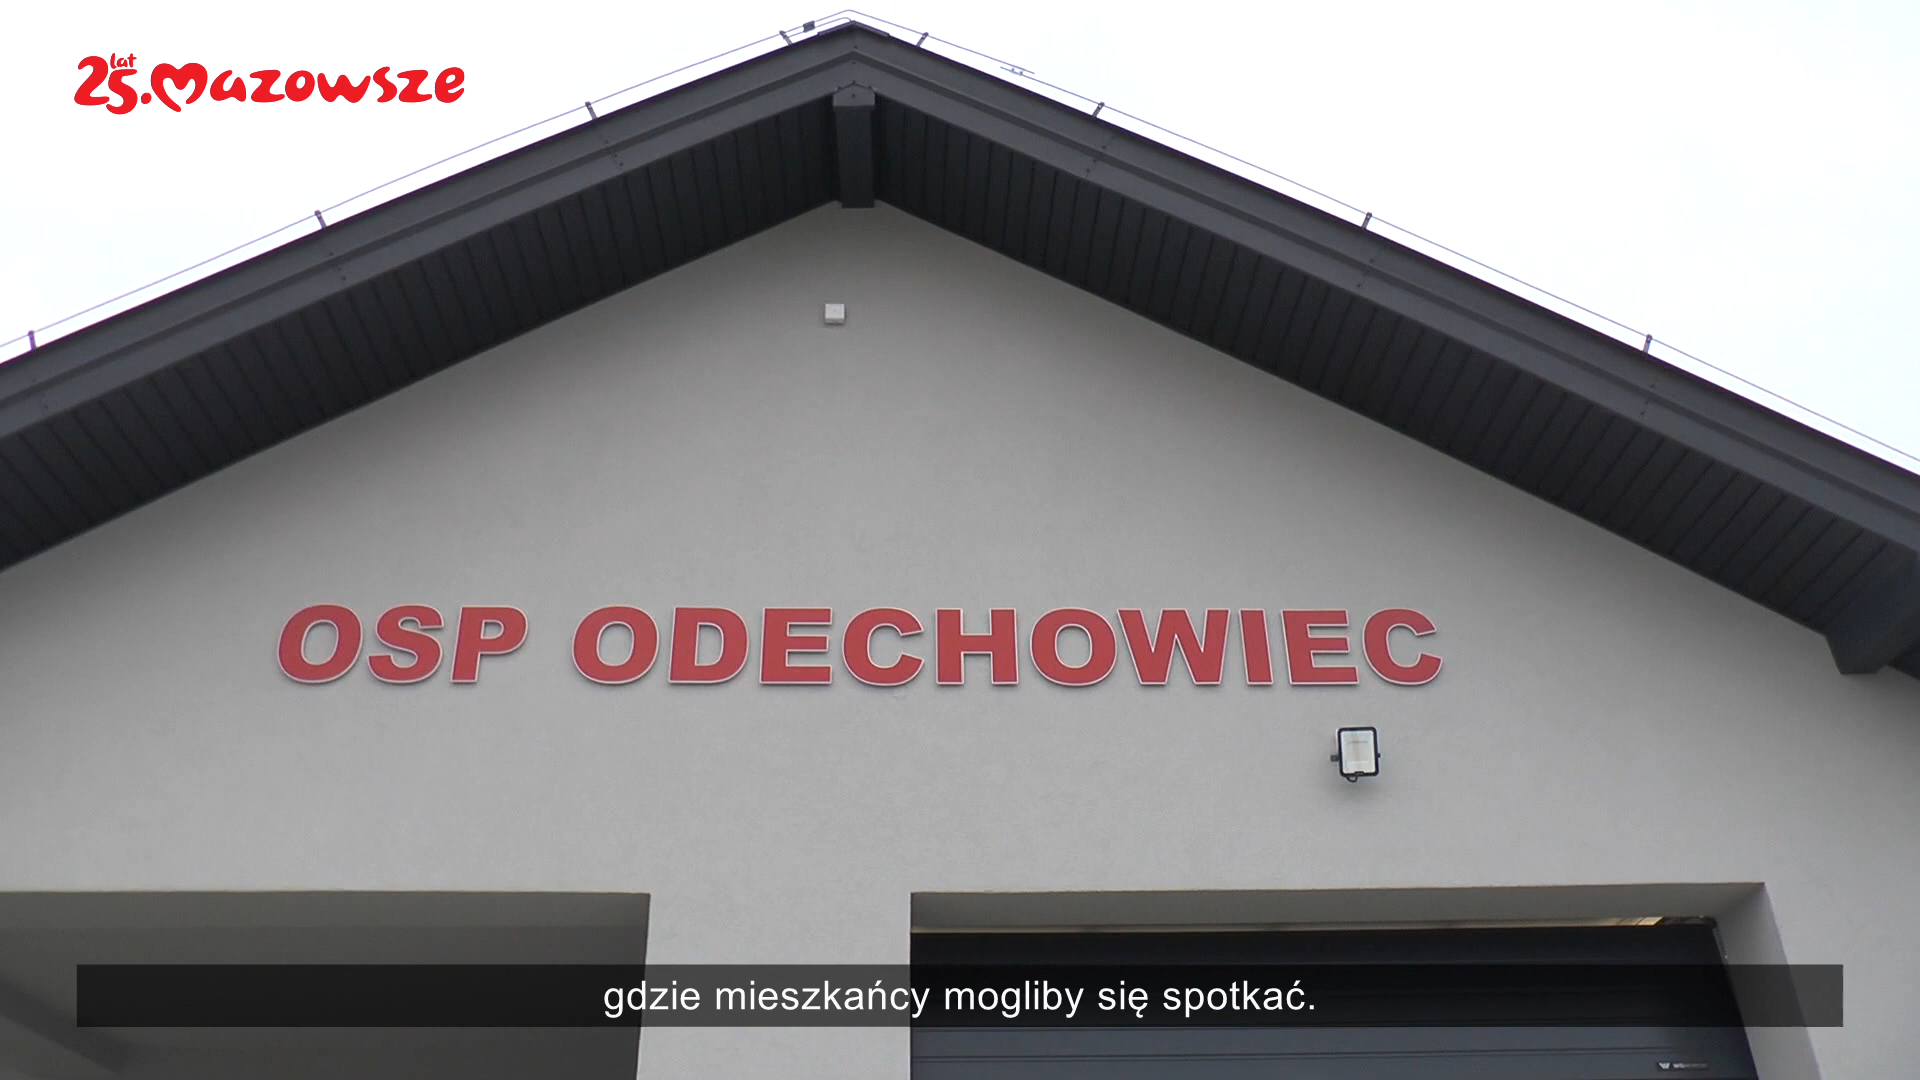 25 lat. Mazowsze
OSP ODECHOWIEC
gdzie mieszkańcy mogliby się spotkać.